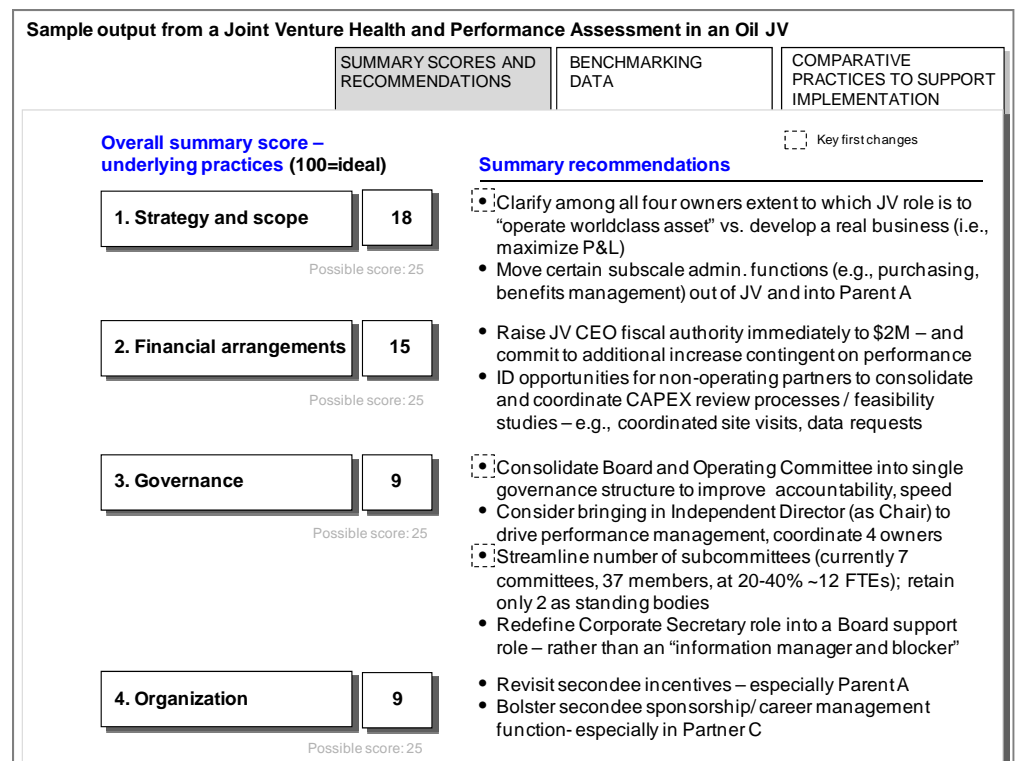 Sample output from a Joint Venture Health and Performance Assessment in an Oil JV
SUMMARY SCORES AND
RECOMMENDATIONS
BENCHMARKING
DATA
COMPARATIVE
PRACTICES TO SUPPORT
IMPLEMENTATION
Overall summary score –
underlying practices (100=ideal)
Key first changes
Summary recommendations
1. Strategy and scope
18
Possible score: 25
• Clarify among all four owners extent to which JV role is to
“operate worldclass asset” vs. develop a real business (i.e.,
maximize P&L)
• Move certain subscale admin. functions (e.g., purchasing,
benefits management) out of JV and into Parent A
2. Financial arrangements
15
Possible score: 25
• Raise JV CEO fiscal authority immediately to $2M – and
commit to additional increase contingent on performance
• ID opportunities for non-operating partners to consolidate
and coordinate CAPEX review processes / feasibility
studies – e.g., coordinated site visits, data requests
3. Governance
9
Possible score: 25
• Consolidate Board and Operating Committee into single
governance structure to improve accountability, speed
• Consider bringing in Independent Director (as Chair) to
drive performance management, coordinate 4 owners
• Streamline number of subcommittees (currently 7
committees, 37 members, at 20-40% ~12 FTEs); retain
only 2 as standing bodies
• Redefine Corporate Secretary role into a Board support
role – rather than an “information manager and blocker”
4. Organization
9
Possible score: 25
• Revisit secondee incentives – especially Parent A
• Bolster secondee sponsorship/ career management
function- especially in Partner C